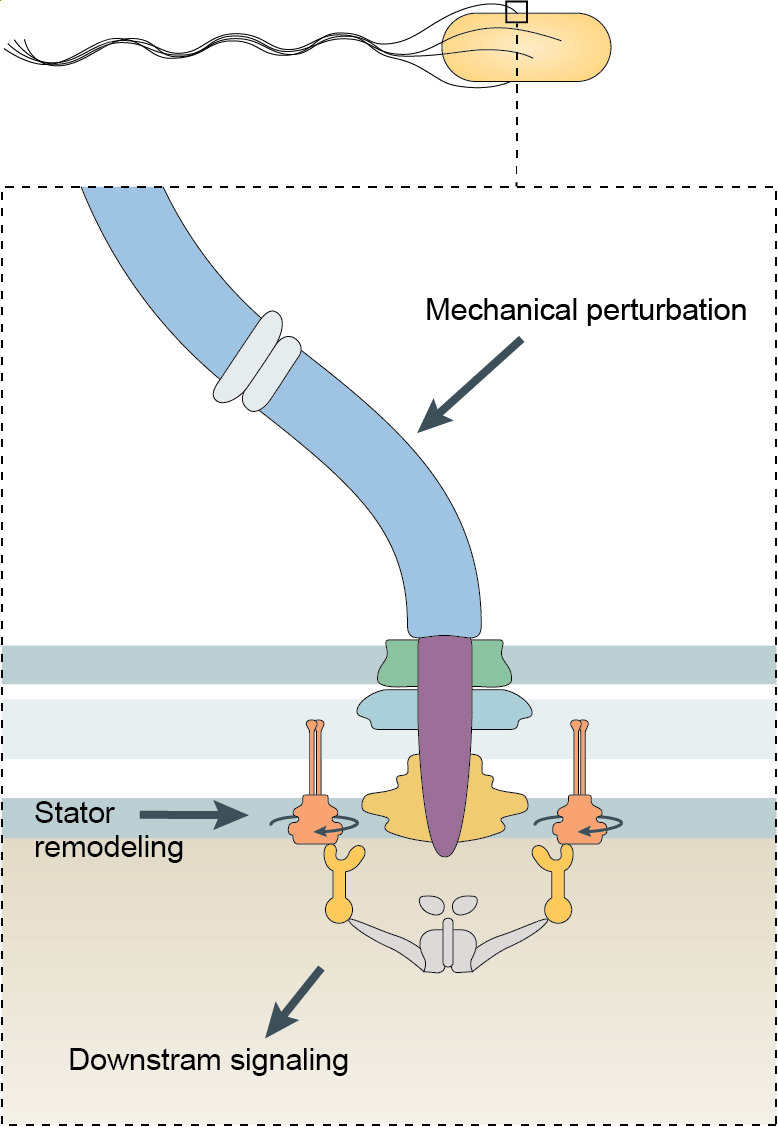 Mechanical perturbation
Stator
remodeling
Downstram signaling